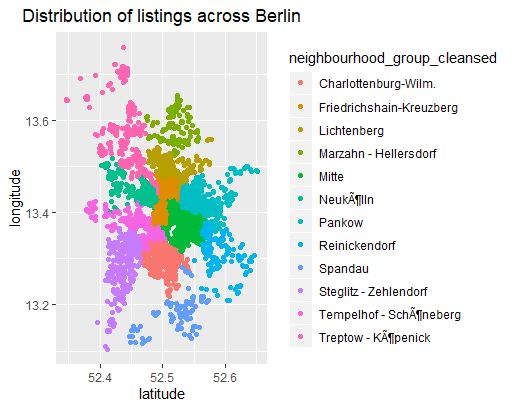 Distribution of listings across Berlin
neighbourhood_group_cleansed
Charlottenburg-Wilm.
Friedrichshain-Kreuzberg
Lichtenberg
Marzahn - Hellersdorf
Mitte
NeukÃ¶lln
Pankow
Reinickendorf
Spandau
Steglitz - Zehlendorf
Tempelhof - SchÃ¶neberg
Treptow - KÃ¶penick
longitude
13.6
13.4
13.2
52.4 52.5 52.6
latitude